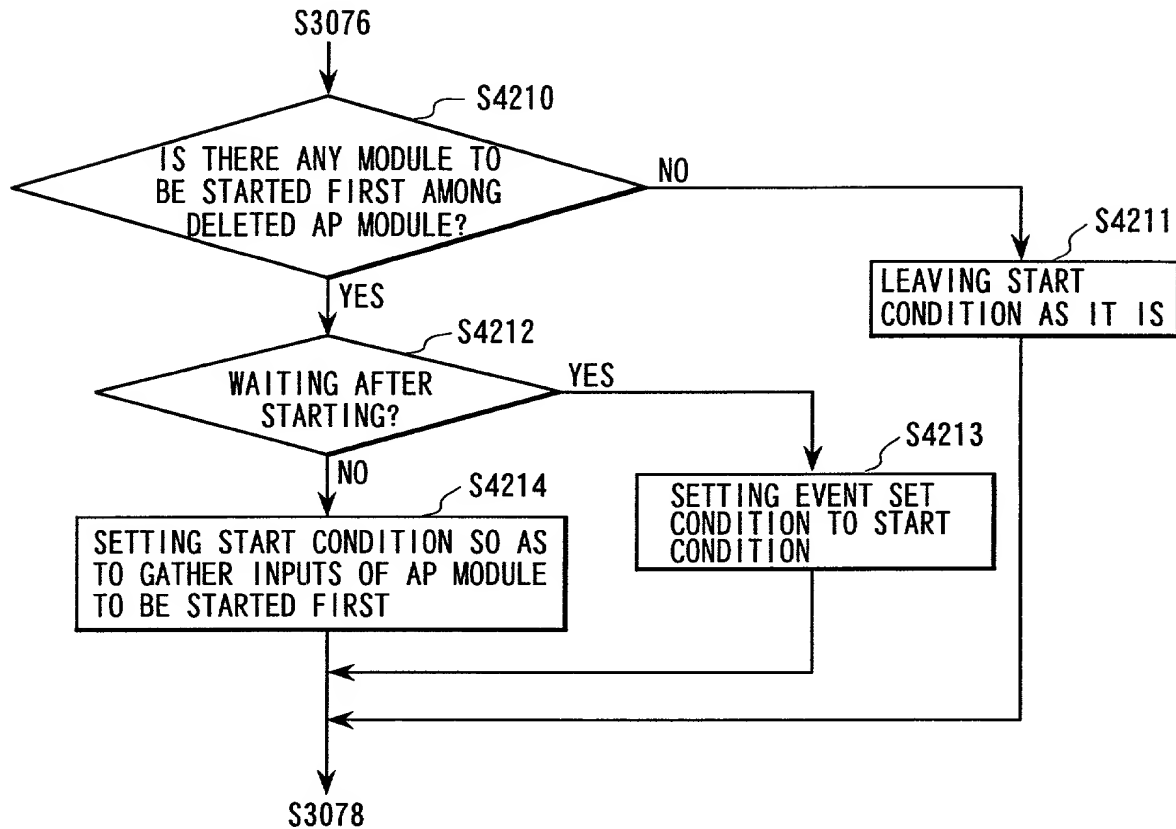 S3076
S4210
IS THERE ANY MODULE TO
BE STARTED FIRST AMONG
DELETED AP MODULE?
NO
S4211
LEAVING START
CONDITION AS IT IS
YES
S4212
WAITING AFTER
STARTING?
YES
S4213
SETTING EVENT SET
CONDITION TO START
CONDITION
NO
S4214
SETTING START CONDITION SO AS
TO GATHER INPUTS OF AP MODULE
TO BE STARTED FIRST
S3078